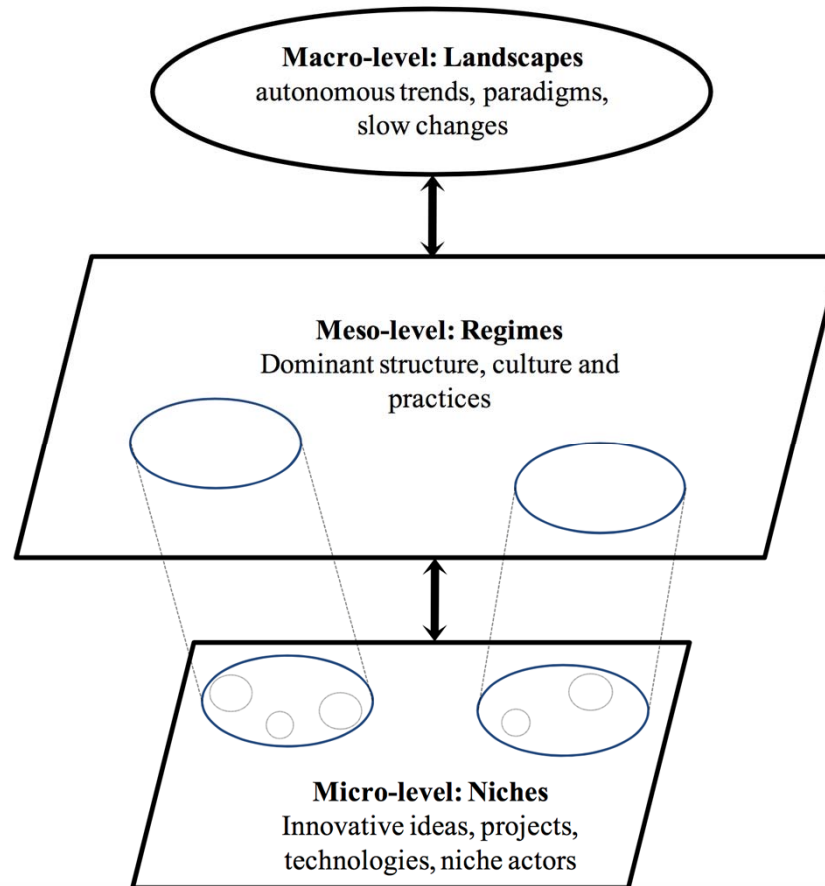 Macro-level: Landscapes
autonomous trends, paradigms,
slow changes
Meso-level: Regimes
Dominant structure, culture and
practices
Micro-level: Niches
Innovative ideas, projects,
technologies, niche actors